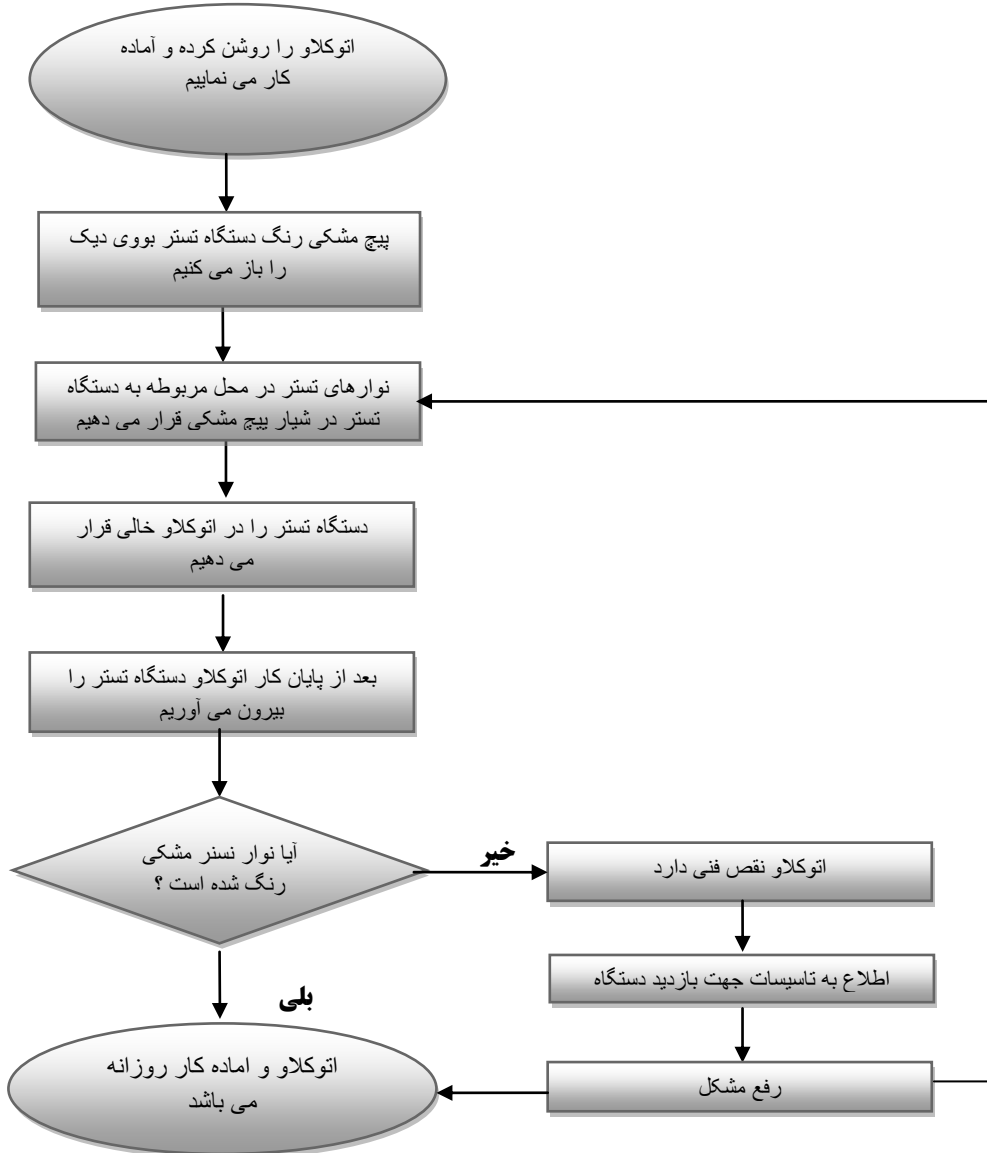 اتوکلاو را روشن کرده و آماده
کار می نماییم
پیچ مشکی رنگ دستگاه تستر بووی دیک
را باز می کنیم
نوارهای تستر در محل مربوطه به دستگاه
تستر در شیار پیچ مشکی قرار می دهیم
دستگاه تستر را در اتوکلاو خالی قرار
می دهیم
بعد از پایان کار اتوکلاو دستگاه تستر را
بیرون می آوریم
آیا نوار نسنر مشکی
رنگ شده است ؟
خیر
اتوکلاو نقص فنی دارد
اطلاع به تاسیسات جهت بازدید دستگاه
رفع مشکل
بلی
اتوکلاو و اماده کار روزانه
می باشد